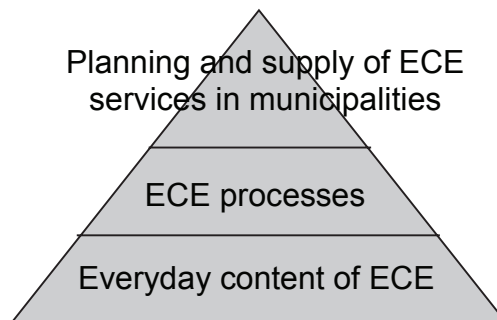 Planning and supply of ECE
services in municipalities
ECE processes
Everyday content of ECE